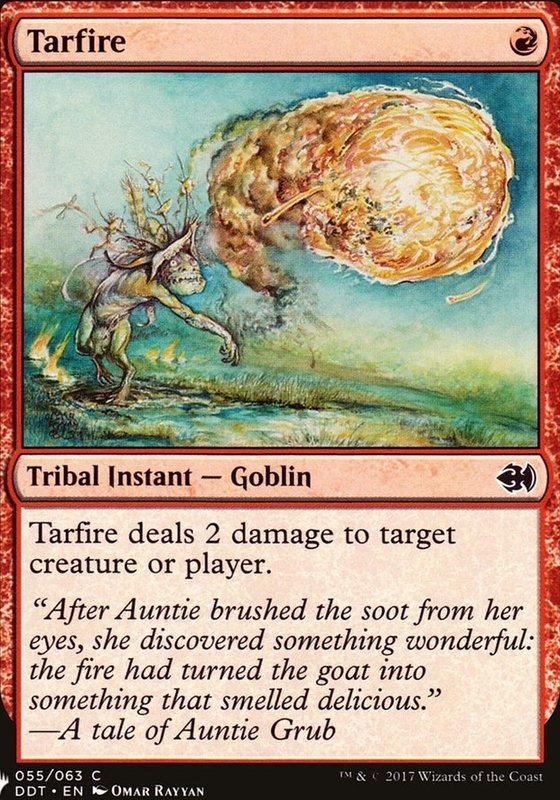 Tarfire
Tribal Instant — Goblin
Tarfire deals 2 damage to target
creature or player.
“After Auntie brushed the soot from her
eyes, she discovered something wonderful:
the fire had turned the goat into
something that smelled delicious.”
—A tale of Auntie Grub
055/063 C
DDT • EN Omar Rayyan
™ & © 2017 Wizards of the Coast